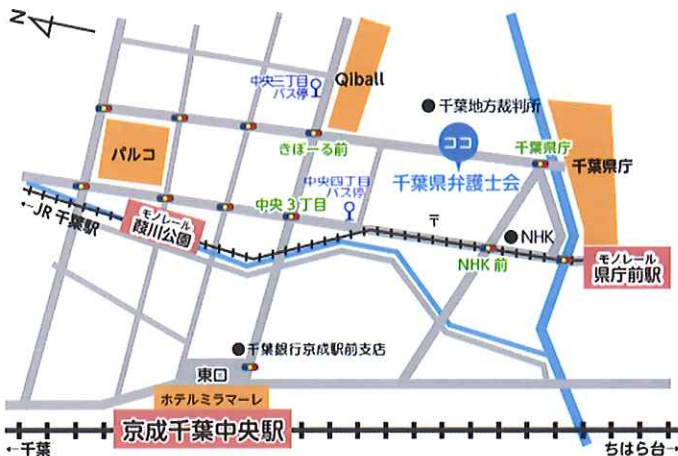 N
中央三丁目
バス停
Qiball
千葉地方裁判所
ココ
パルコ
きぼーる前
千葉県庁
千葉県弁護士会
千葉県庁
中央四丁目
バス停
中央3丁目
←JR 千葉駅
モノレール
葭川公園
〒
NHK
NHK 前
モノレール
県庁前駅
千葉銀行京成駅前支店
東口
ホテルミラマーレ
京成千葉中央駅
←千葉
ちはら台→